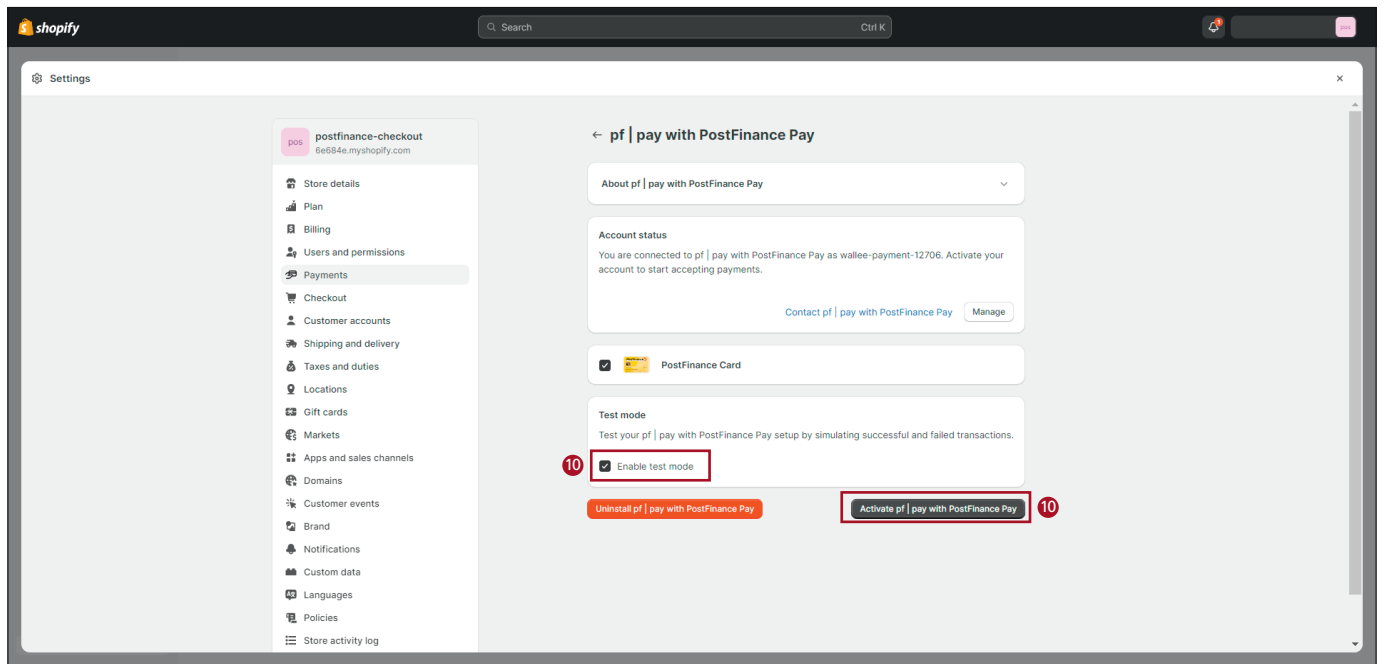 shopify
Search
Ctrl K
1
pos
Settings
pos
postfinance-checkout
6e684e.myshopify.com
Store details
Plan
Billing
Users and permissions
Payments
Checkout
Customer accounts
Shipping and delivery
Taxes and duties
Locations
Gift cards
Markets
Apps and sales channels
Domains
Customer events
Brand
Notifications
Custom data
Languages
Policies
Store activity log
← pf | pay with PostFinance Pay
About pf | pay with PostFinance Pay
Account status
You are connected to pf | pay with PostFinance Pay as wallee-payment-12706. Activate your
account to start accepting payments.
Contact pf | pay with PostFinance Pay
Manage
PostFinance Card
Test mode
Test your pf | pay with PostFinance Pay setup by simulating successful and failed transactions.
10
Enable test mode
Uninstall pf | pay with PostFinance Pay
Activate pf | pay with PostFinance Pay
10